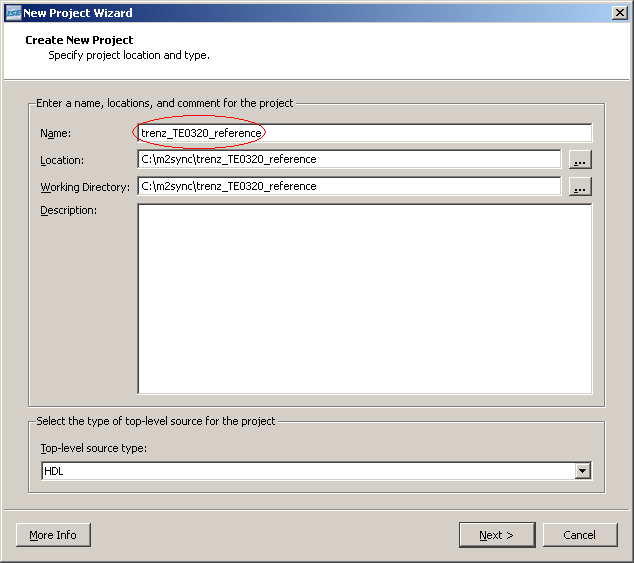 ISE New Project Wizard
Create New Project
Specify project location and type.
Enter a name, locations, and comment for the project
Name: trenz_TE0320_reference
Location: C:\m2sync\trenz_TE0320_reference ...
Working Directory: C:\m2sync\trenz_TE0320_reference ...
Description:
Select the type of top-level source for the project
Top-level source type:
HDL
More Info Next > Cancel